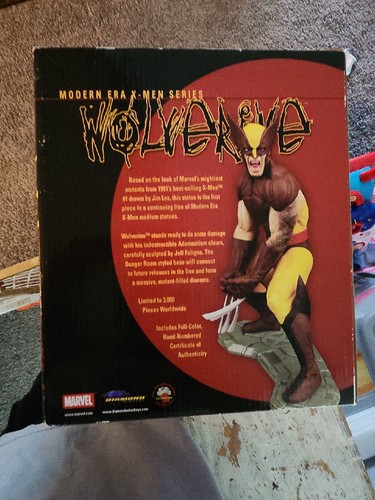 MODERN ERA X-MEN SERIES
WOLVERINE
Based on the look of Marvel's mightiest
mutants from 1991's best-selling X-Men™
#1 drawn by Jim Lee, this statue is the first
piece in a continuing line of Modern Era
X-Men medium statues.
Wolverine™ stands ready to do some damage
with his indestructible Adamantium claws,
carefully sculpted by Jeff Feligno. The
Danger Room styled base will connect
to future releases in the line and form
a massive, mutant-filled diorama.
Limited to 3,000
Pieces Worldwide
Includes Full-Color,
Hand-Numbered
Certificate of
Authenticity
MARVEL
DIAMOND
www.marvel.com